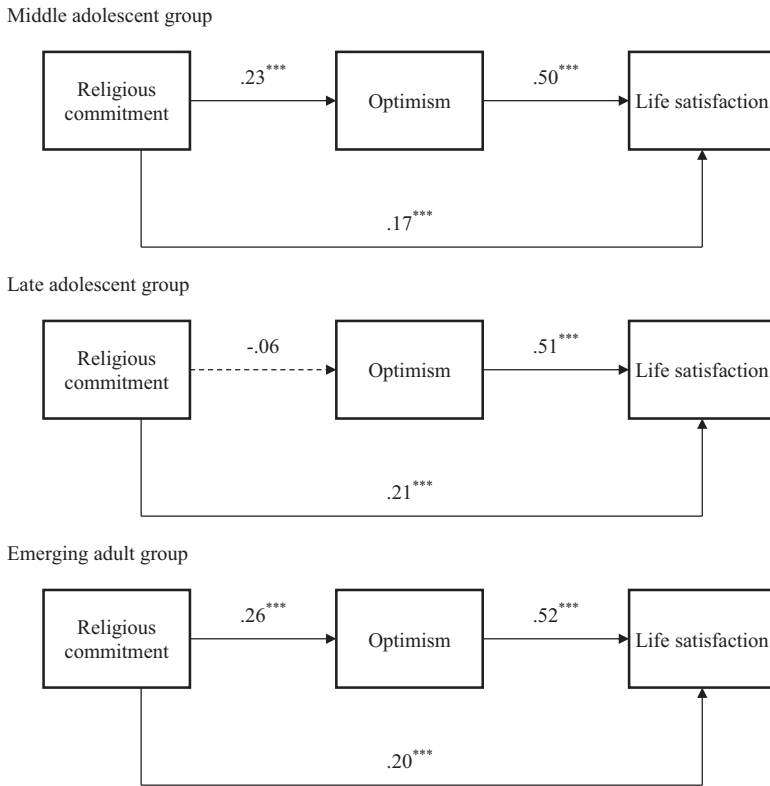 Middle adolescent group
.23***
.50***
Religious
commitment
Optimism
Life satisfaction
.17***
Late adolescent group
-.06
.51***
Religious
commitment
Optimism
Life satisfaction
.21***
Emerging adult group
.26***
.52***
Religious
commitment
Optimism
Life satisfaction
.20***